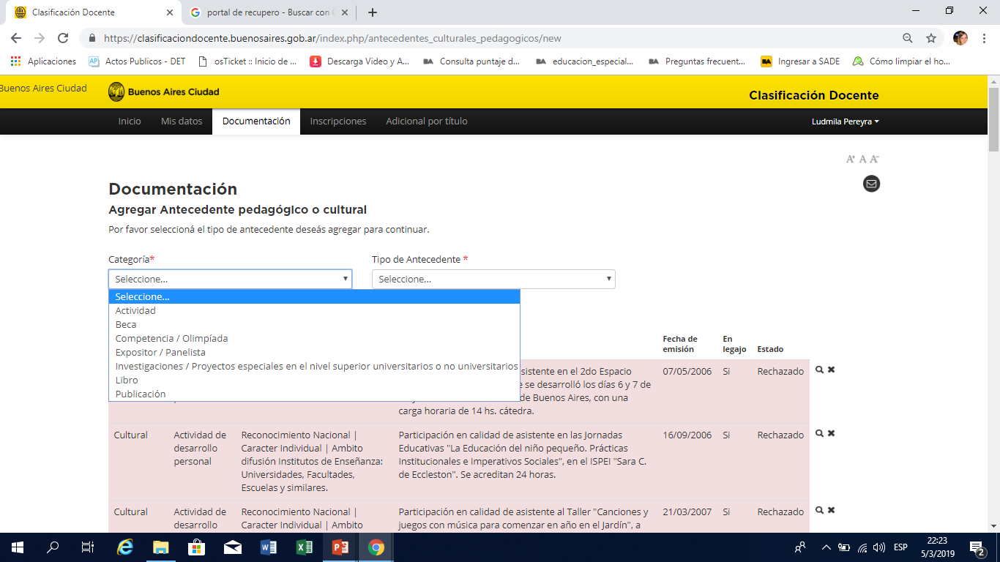 Clasificación Docente
portal de recupero - Buscar con
https://clasificaciondocente.buenosaires.gob.ar/index.php/antecedentes_culturales_pedagogicos/new
Aplicaciones
Actos Publicos - DET
osTicket :: Inicio de ...
Descarga Video y A...
Consulta puntaje d...
educacion_especial...
Preguntas frecuent...
Ingresar a SADE
Cómo limpiar el ho...
Buenos Aires Ciudad
Buenos Aires Ciudad
Clasificación Docente
Inicio
Mis datos
Documentación
Inscripciones
Adicional por título
Ludmila Pereyra
A+ A A-
Documentación
Agregar Antecedente pedagógico o cultural
Por favor seleccioná el tipo de antecedente deseás agregar para continuar.
Categoría*
Tipo de Antecedente *
Seleccione...
Seleccione...
Seleccione...
Actividad
Beca
Competencia / Olimpíada
Expositor / Panelista
Investigaciones / Proyectos especiales en el nivel superior universitarios o no universitarios
Libro
Publicación
Fecha de
emisión
En
legajo
Estado
sistente en el 2do Espacio
e se desarrolló los días 6 y 7 de
de Buenos Aires, con una
carga horaria de 14 hs. cátedra.
07/05/2006
Si
Rechazado
Cultural
Actividad de
desarrollo
personal
Reconocimiento Nacional |
Caracter Individual | Ambito
difusión Institutos de Enseñanza:
Universidades, Facultades,
Escuelas y similares.
Participación en calidad de asistente en las Jornadas
Educativas "La Educación del niño pequeño. Prácticas
Institucionales e Imperativos Sociales", en el ISPEI "Sara C.
de Eccleston". Se acreditan 24 horas.
16/09/2006
Si
Rechazado
Cultural
Actividad de
desarrollo
Reconocimiento Nacional |
Caracter Individual | Ambito
Participación en calidad de asistente al Taller "Canciones y
juegos con música para comenzar en año en el Jardín", a
21/03/2007
Si
Rechazado
ESP
22:23
5/3/2019
2